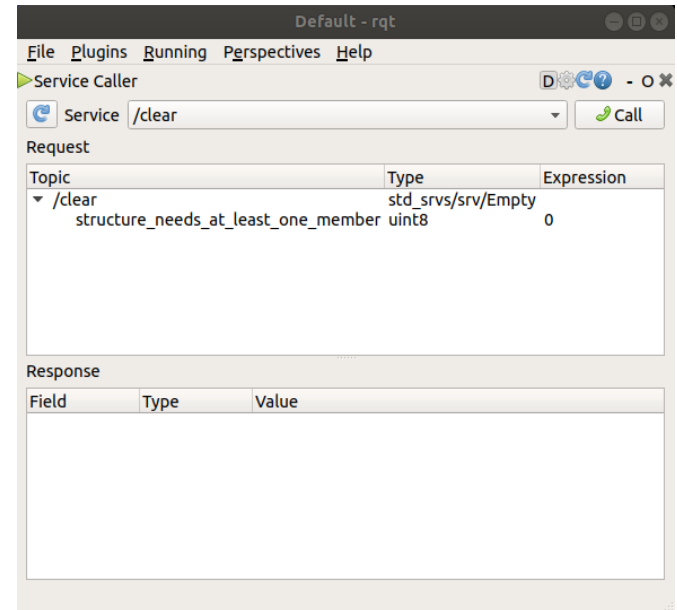 Default - rqt
File Plugins Running Perspectives Help
Service Caller D - O
Service /clear Call
Request
Topic Type Expression
/clear std_srvs/srv/Empty
structure_needs_at_least_one_member uint8 0
Response
Field Type Value